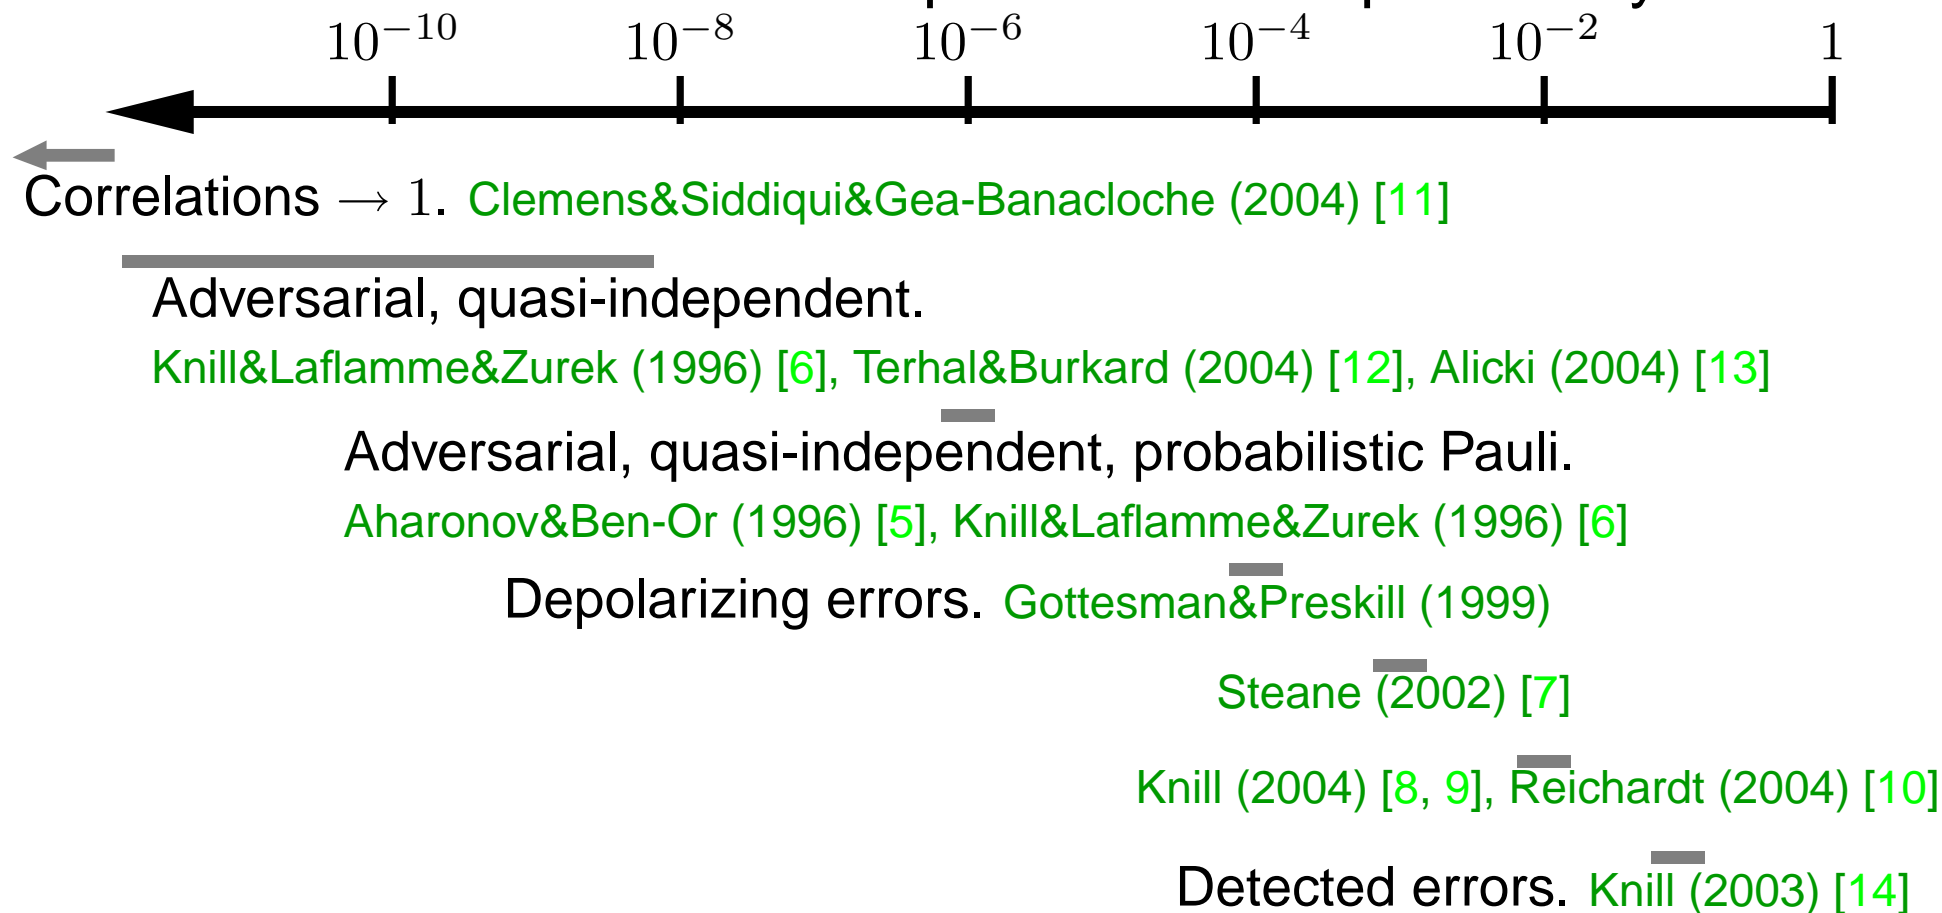 10^{-10} 10^{-8} 10^{-6} 10^{-4} 10^{-2} 1
Correlations → 1. Clemens&Siddiqui&Gea-Banacloche (2004) [11]
Adversarial, quasi-independent.
Knill&Laflamme&Zurek (1996) [6], Terhal&Burkard (2004) [12], Alicki (2004) [13]
Adversarial, quasi-independent, probabilistic Pauli.
Aharonov&Ben-Or (1996) [5], Knill&Laflamme&Zurek (1996) [6]
Depolarizing errors. Gottesman&Preskill (1999)
Steane (2002) [7]
Knill (2004) [8, 9], Reichardt (2004) [10]
Detected errors. Knill (2003) [14]